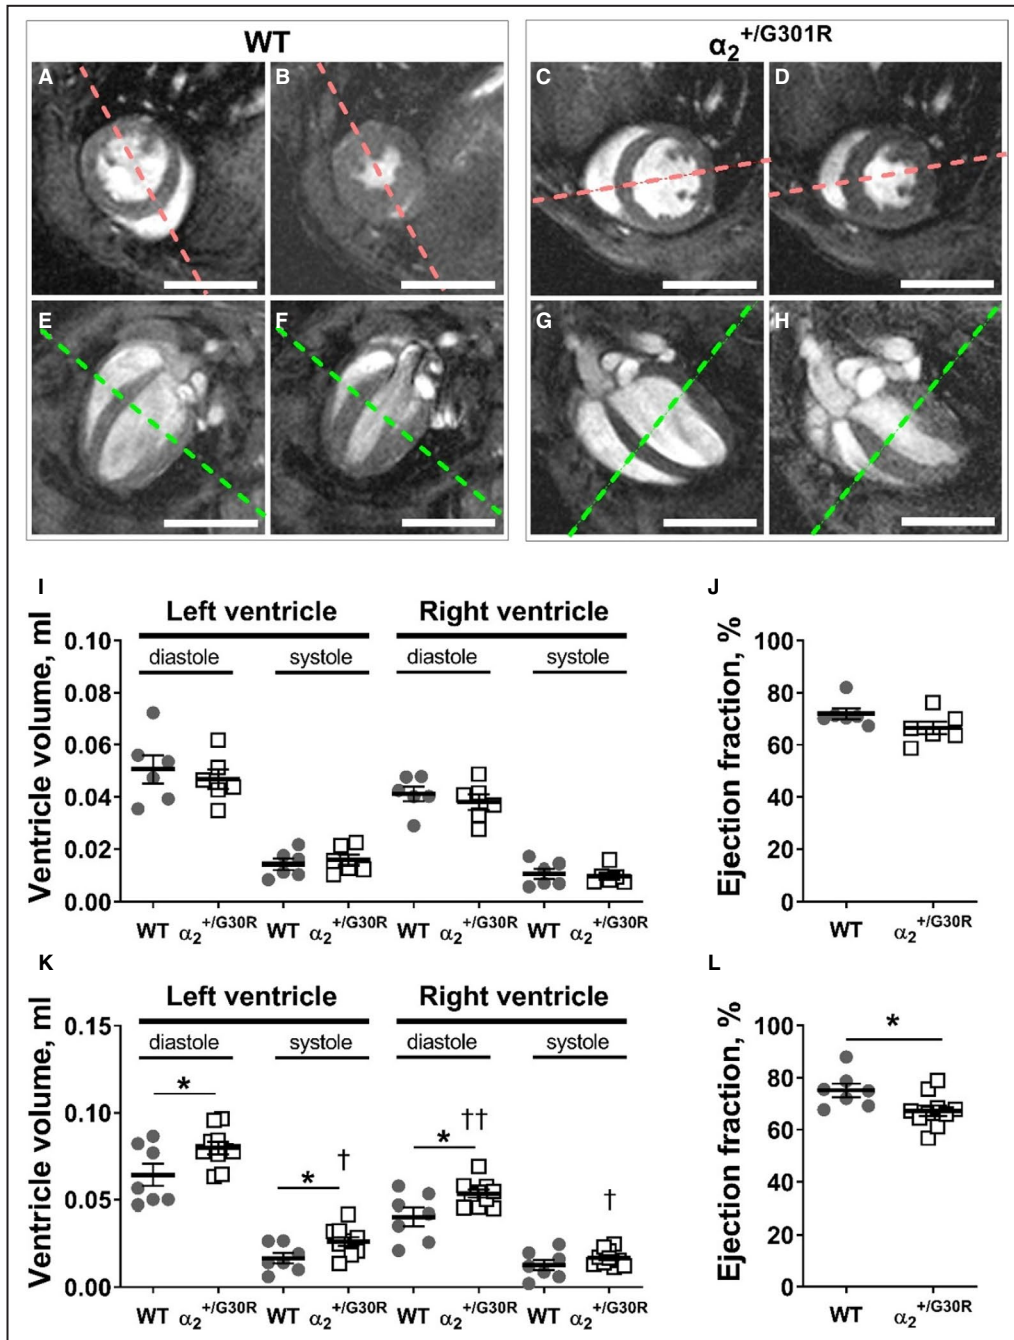 WT
α2+/G301R
A
B
C
D
E
F
G
H
I
Left ventricle
Right ventricle
diastole
systole
diastole
systole
Ventricle volume, ml
0.10
0.08
0.06
0.04
0.02
0.00
WT α2+/G30R WT α2+/G30R WT α2+/G30R WT α2+/G30R
J
Ejection fraction, %
100
80
60
40
20
0
WT α2+/G30R
K
Left ventricle
Right ventricle
diastole
systole
diastole
systole
Ventricle volume, ml
0.15
0.10
0.05
0.00
*
*
†
*
††
†
WT α2+/G30R WT α2+/G30R WT α2+/G30R WT α2+/G30R
L
Ejection fraction, %
100
80
60
40
20
0
*
WT α2+/G30R